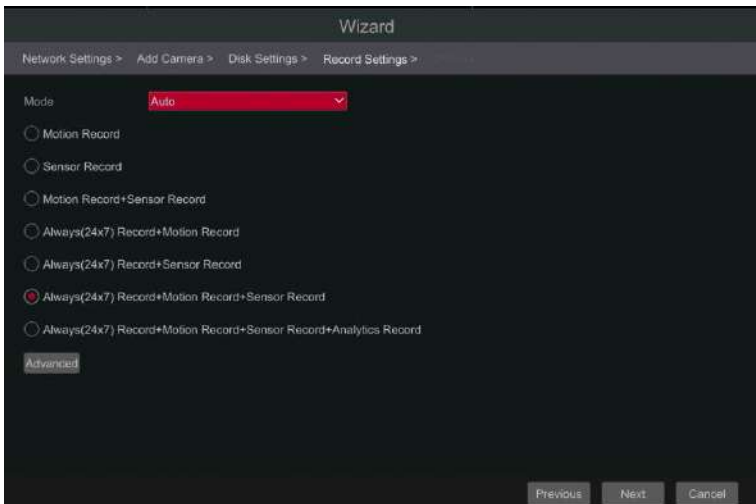 Wizard
Network Settings > Add Camera > Disk Settings > Record Settings >
Mode Auto
Motion Record
Sensor Record
Motion Record+Sensor Record
Always(24x7) Record+Motion Record
Always(24x7) Record+Sensor Record
Always(24x7) Record+Motion Record+Sensor Record
Always(24x7) Record+Motion Record+Sensor Record+Analytics Record
Advanced
Previous Next Cancel